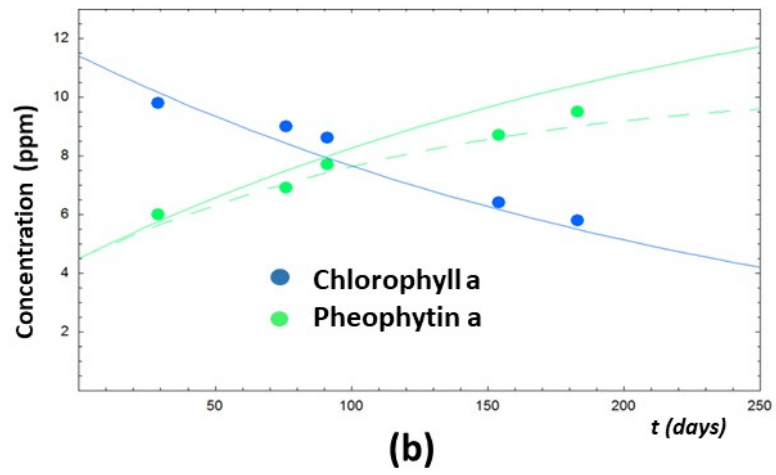 12
10
8
6
4
2
Concentration (ppm)
Chlorophyll a
Pheophytin a
50
100
150
200
250
t (days)
(b)